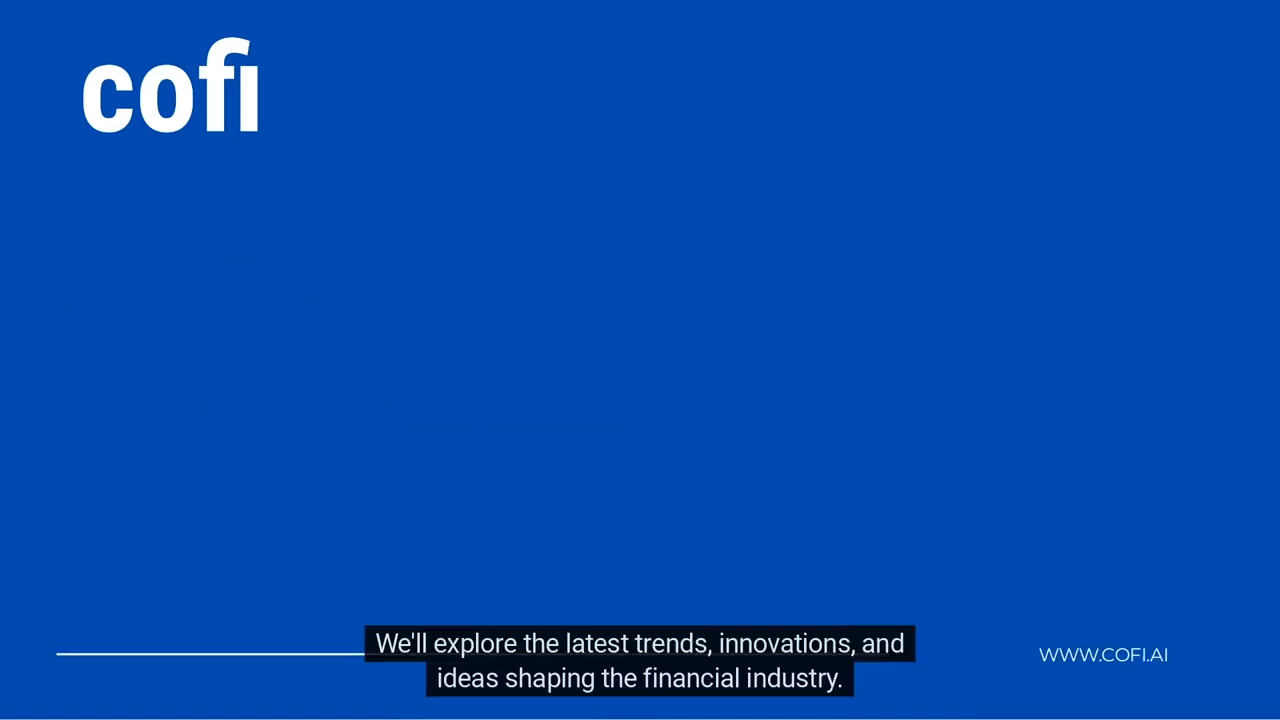 cofi
We'll explore the latest trends, innovations, and
ideas shaping the financial industry.
WWW.COFI.AI